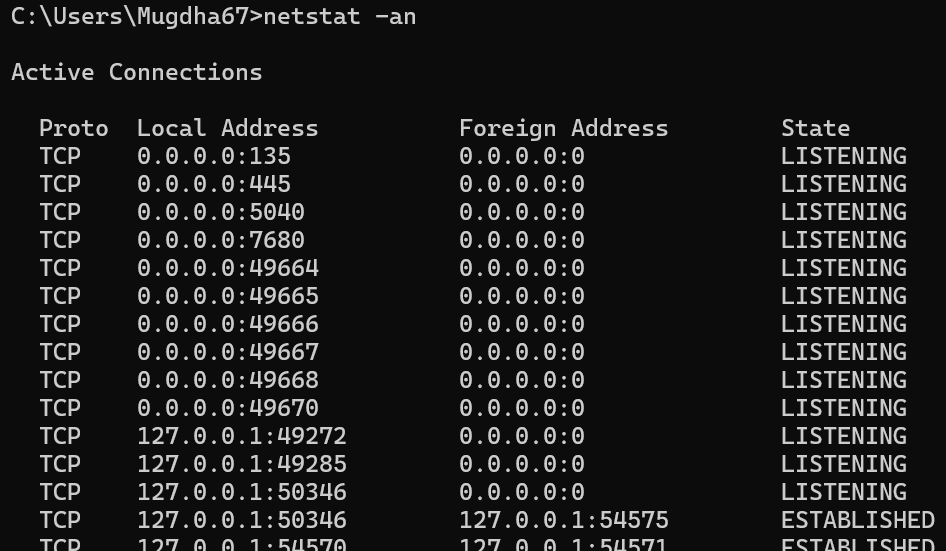 C:\Users\Mugdha67>netstat -an
Active Connections
Proto Local Address Foreign Address State
TCP 0.0.0.0:135 0.0.0.0:0 LISTENING
TCP 0.0.0.0:445 0.0.0.0:0 LISTENING
TCP 0.0.0.0:5040 0.0.0.0:0 LISTENING
TCP 0.0.0.0:7680 0.0.0.0:0 LISTENING
TCP 0.0.0.0:49664 0.0.0.0:0 LISTENING
TCP 0.0.0.0:49665 0.0.0.0:0 LISTENING
TCP 0.0.0.0:49666 0.0.0.0:0 LISTENING
TCP 0.0.0.0:49667 0.0.0.0:0 LISTENING
TCP 0.0.0.0:49668 0.0.0.0:0 LISTENING
TCP 0.0.0.0:49670 0.0.0.0:0 LISTENING
TCP 127.0.0.1:49272 0.0.0.0:0 LISTENING
TCP 127.0.0.1:49285 0.0.0.0:0 LISTENING
TCP 127.0.0.1:50346 0.0.0.0:0 LISTENING
TCP 127.0.0.1:50346 127.0.0.1:54575 ESTABLISHED
TCP 127.0.0.1:54570 127.0.0.1:54571 ESTABLISHED